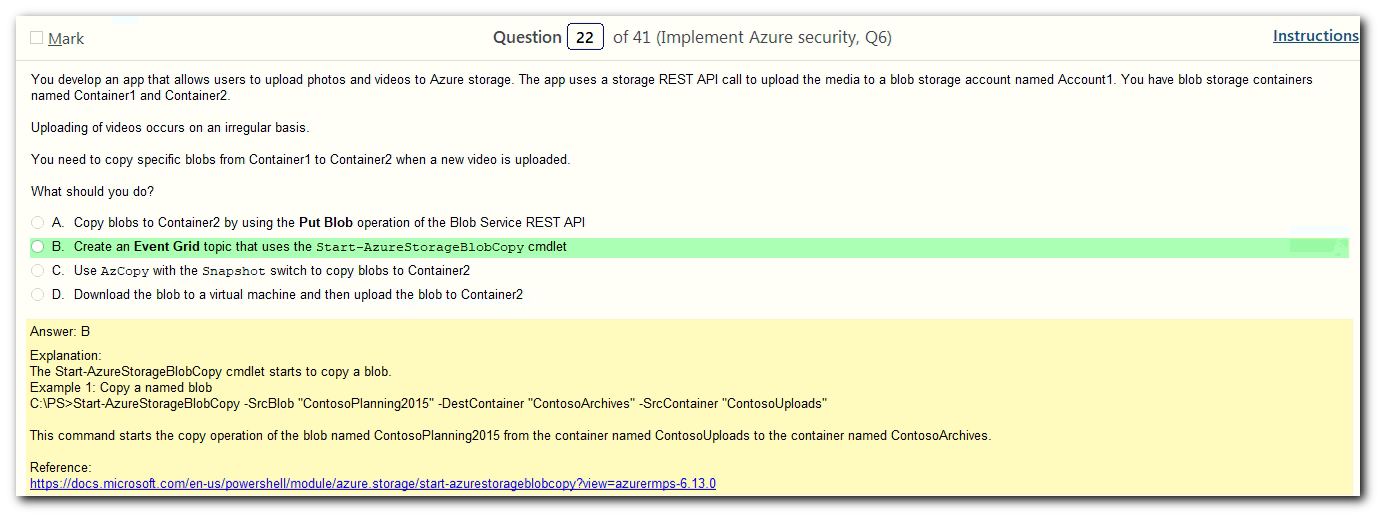 Mark Question 22 of 41 (Implement Azure security, Q6) Instructions
You develop an app that allows users to upload photos and videos to Azure storage. The app uses a storage REST API call to upload the media to a blob storage account named Account1. You have blob storage containers
named Container1 and Container2.
Uploading of videos occurs on an irregular basis.
You need to copy specific blobs from Container1 to Container2 when a new video is uploaded.
What should you do?
A. Copy blobs to Container2 by using the Put Blob operation of the Blob Service REST API
B. Create an Event Grid topic that uses the Start-AzureStorageBlobCopy cmdlet
C. Use AzCopy with the Snapshot switch to copy blobs to Container2
D. Download the blob to a virtual machine and then upload the blob to Container2
Answer: B
Explanation:
The Start-AzureStorageBlobCopy cmdlet starts to copy a blob.
Example 1: Copy a named blob
C:\PS>Start-AzureStorageBlobCopy -SrcBlob "ContosoPlanning2015" -DestContainer "ContosoArchives" -SrcContainer "ContosoUploads"
This command starts the copy operation of the blob named ContosoPlanning2015 from the container named ContosoUploads to the container named ContosoArchives.
Reference:
https://docs.microsoft.com/en-us/powershell/module/azure.storage/start-azurestorageblobcopy?view=azurermps-6.13.0